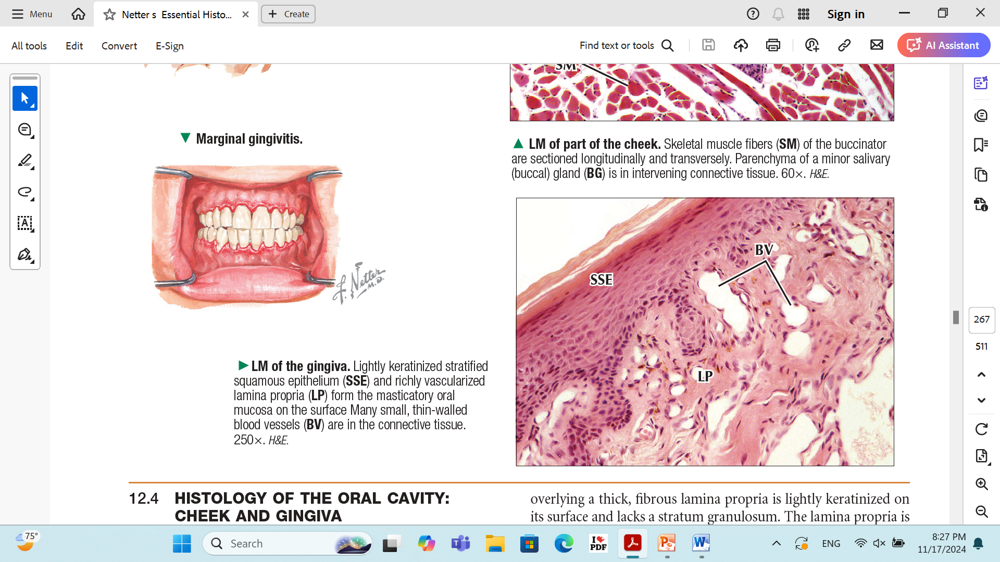 Menu
Netter s Essential Histo...
Create
Sign in
All tools
Edit
Convert
E-Sign
Find text or tools
AI Assistant
SM
▼ Marginal gingivitis.
▲ LM of part of the cheek. Skeletal muscle fibers (SM) of the buccinator
are sectioned longitudinally and transversely. Parenchyma of a minor salivary
(buccal) gland (BG) is in intervening connective tissue. 60×. H&E.
F. Netter
M.D.
BV
SSE
LP
► LM of the gingiva. Lightly keratinized stratified
squamous epithelium (SSE) and richly vascularized
lamina propria (LP) form the masticatory oral
mucosa on the surface Many small, thin-walled
blood vessels (BV) are in the connective tissue.
250×. H&E.
12.4 HISTOLOGY OF THE ORAL CAVITY:
CHEEK AND GINGIVA
overlying a thick, fibrous lamina propria is lightly keratinized on
its surface and lacks a stratum granulosum. The lamina propria is
267
511
75°
Search
I PDF
ENG
8:27 PM
11/17/2024